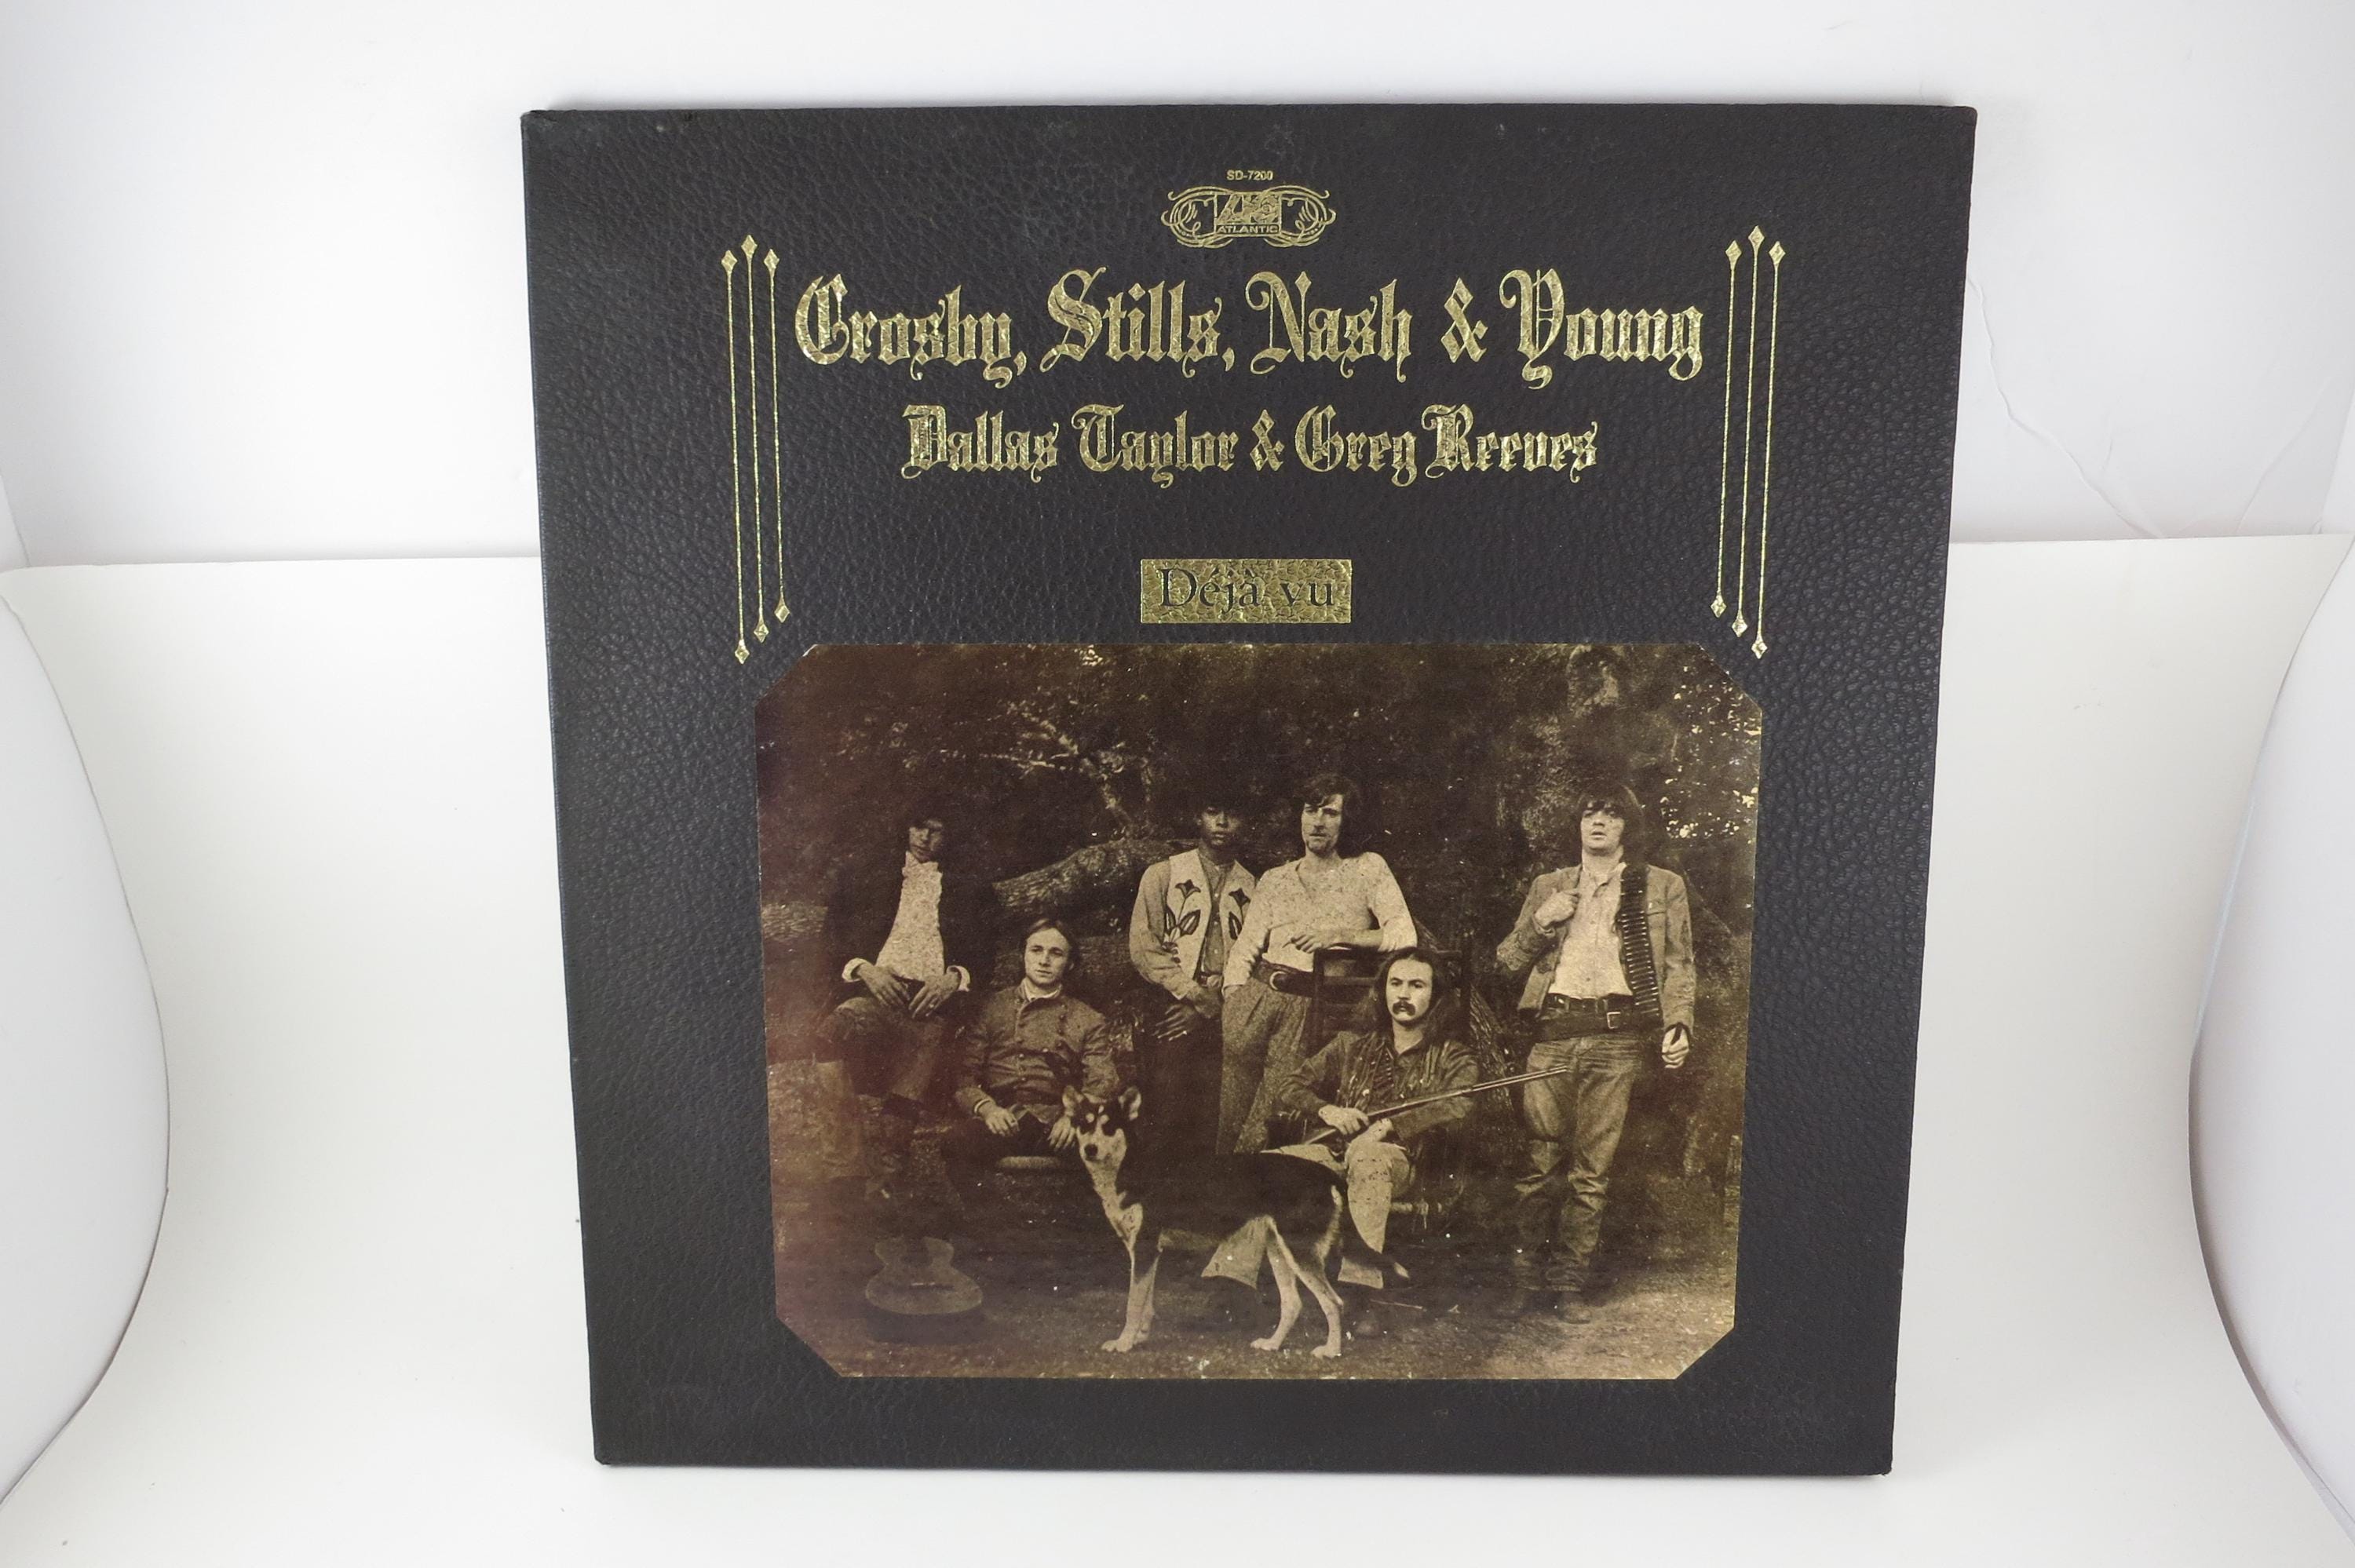 SD-7200
ATLANTIC
Crosby, Stills, Nash & Young
Dallas Taylor & Greg Reeves
Déjà vu